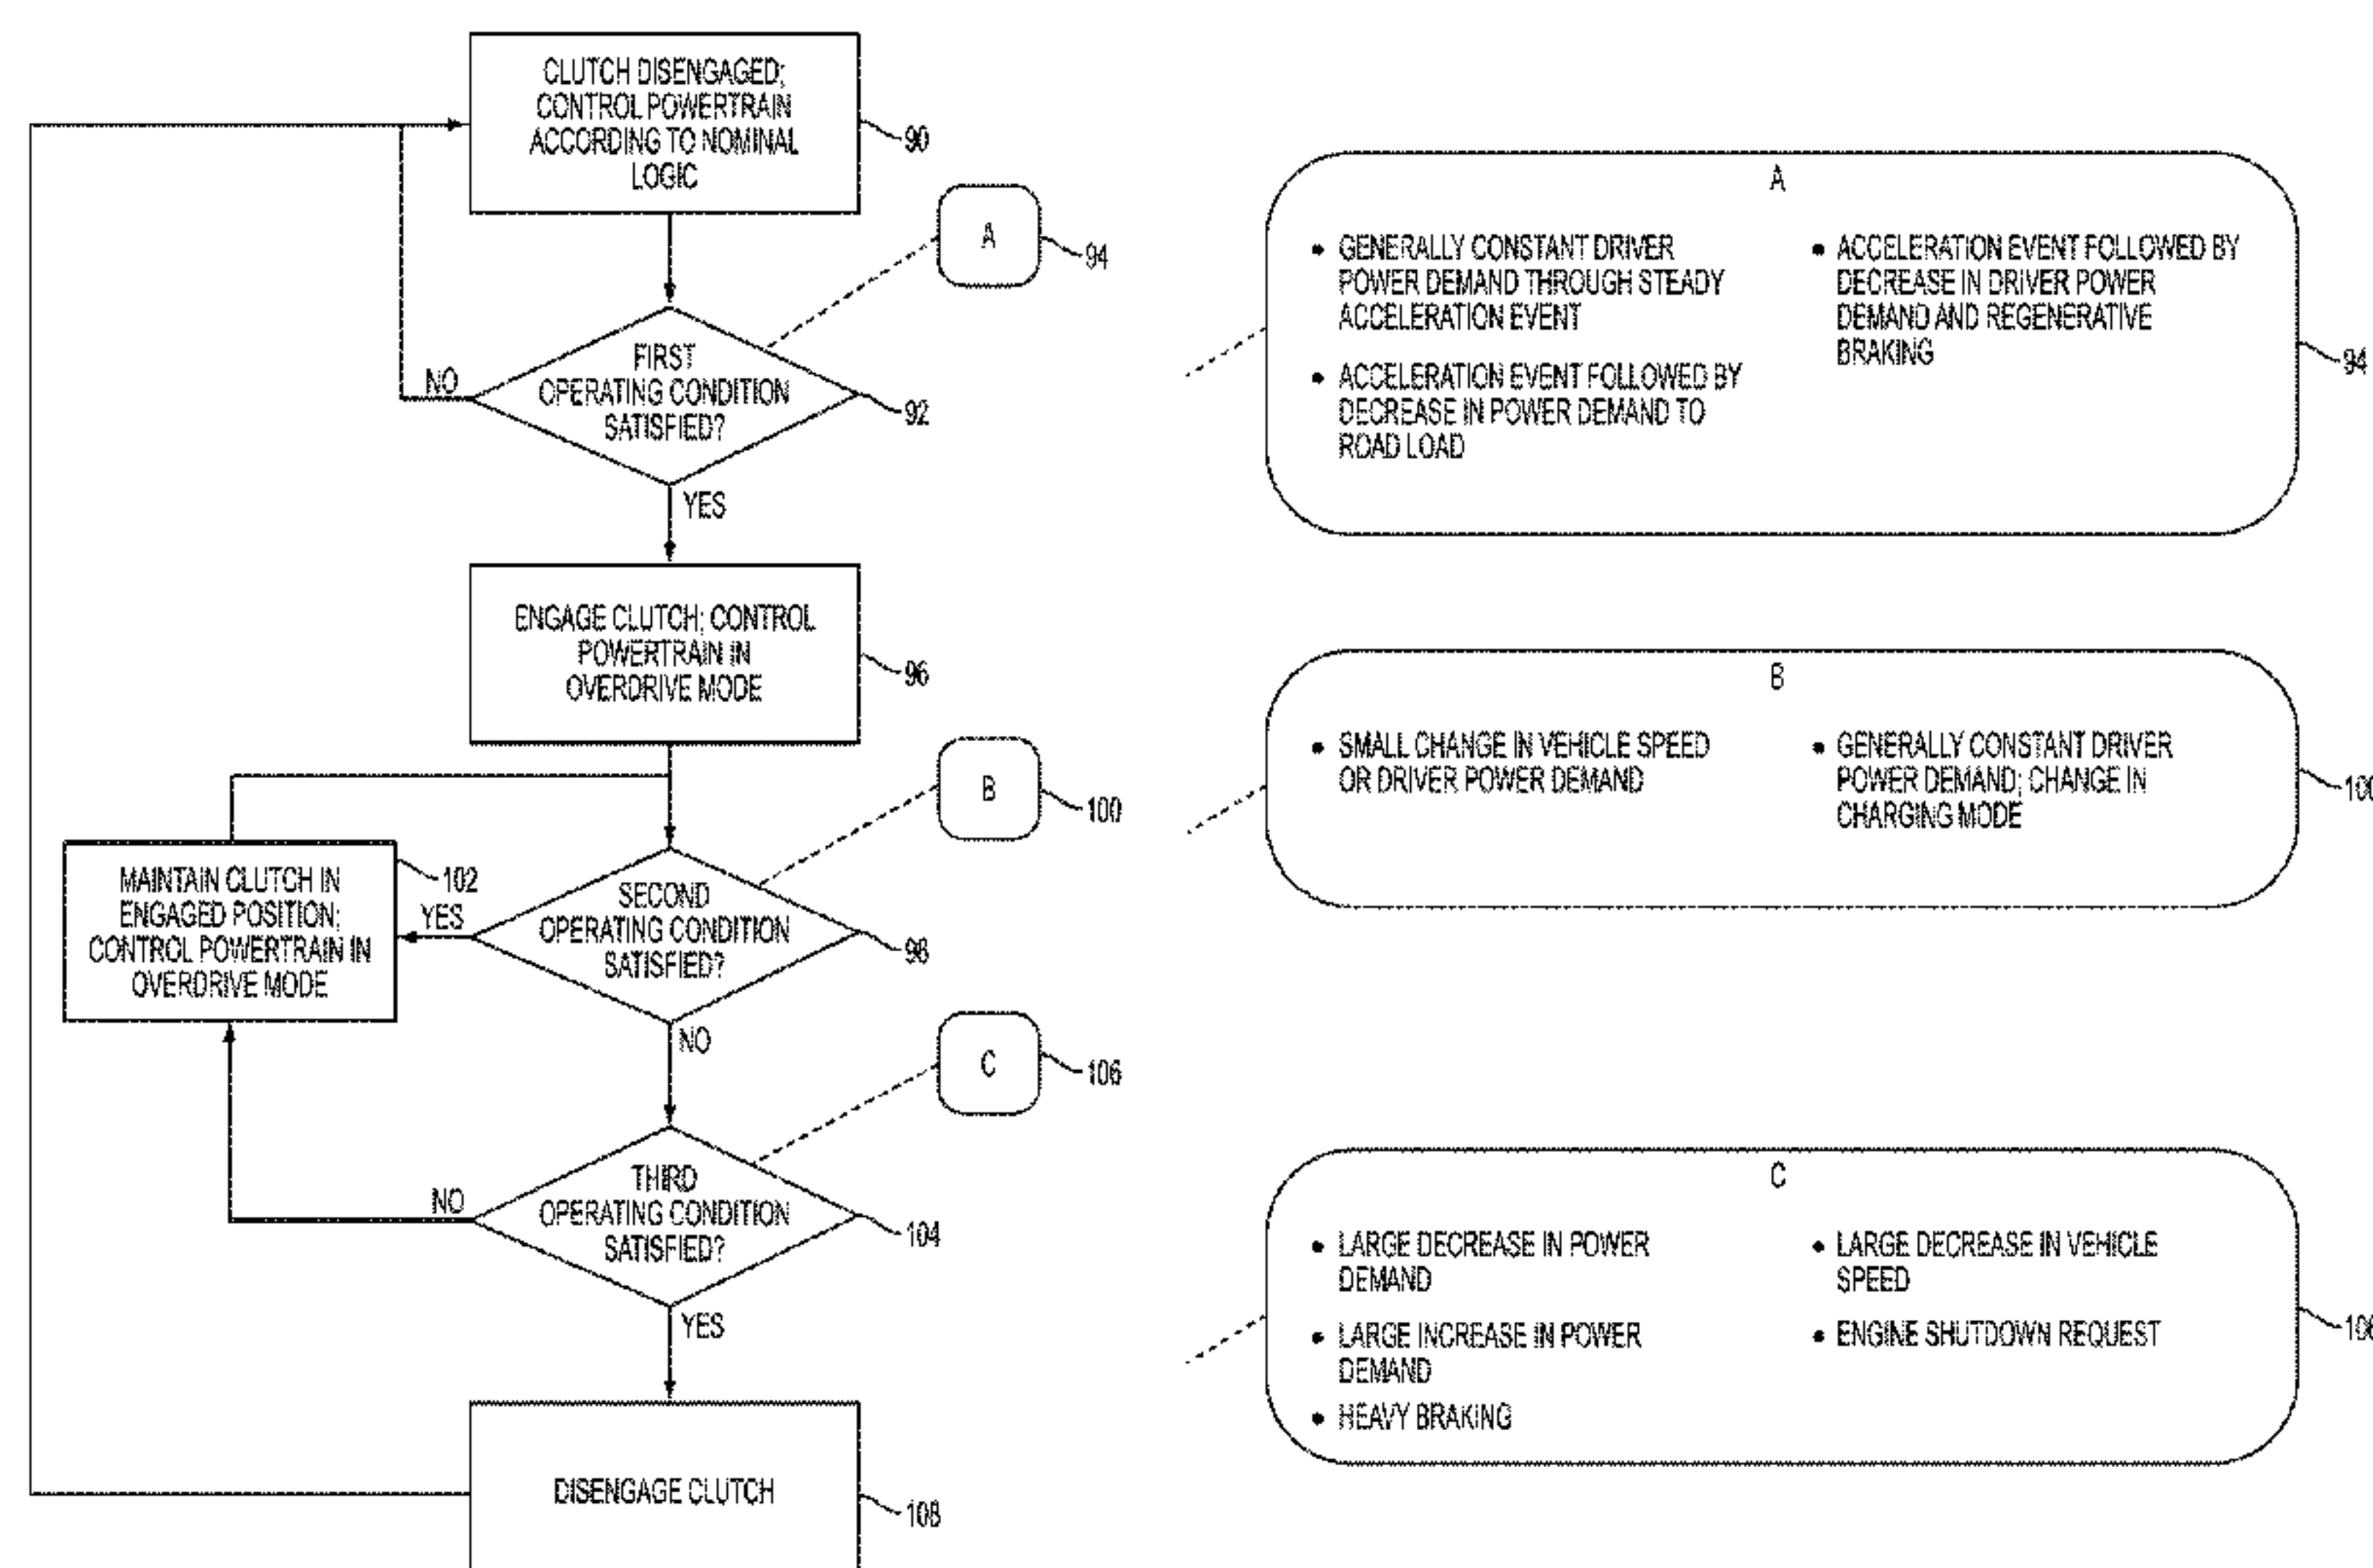 CLUTCH DISENGAGED;
CONTROL POWERTRAIN
ACCORDING TO NOMINAL
LOGIC
90
A
94
FIRST
OPERATING CONDITION
SATISFIED?
92
NO
YES
ENGAGE CLUTCH; CONTROL
POWERTRAIN IN
OVERDRIVE MODE
96
B
100
MAINTAIN CLUTCH IN
ENGAGED POSITION;
CONTROL POWERTRAIN IN
OVERDRIVE MODE
102
YES
SECOND
OPERATING CONDITION
SATISFIED?
98
NO
C
106
THIRD
OPERATING CONDITION
SATISFIED?
104
NO
YES
DISENGAGE CLUTCH
108
A
• GENERALLY CONSTANT DRIVER
POWER DEMAND THROUGH STEADY
ACCELERATION EVENT
• ACCELERATION EVENT FOLLOWED BY
DECREASE IN POWER DEMAND TO
ROAD LOAD
• ACCELERATION EVENT FOLLOWED BY
DECREASE IN DRIVER POWER
DEMAND AND REGENERATIVE
BRAKING
94
B
• SMALL CHANGE IN VEHICLE SPEED
OR DRIVER POWER DEMAND
• GENERALLY CONSTANT DRIVER
POWER DEMAND; CHANGE IN
CHARGING MODE
100
C
• LARGE DECREASE IN POWER
DEMAND
• LARGE INCREASE IN POWER
DEMAND
• HEAVY BRAKING
• LARGE DECREASE IN VEHICLE
SPEED
• ENGINE SHUTDOWN REQUEST
106